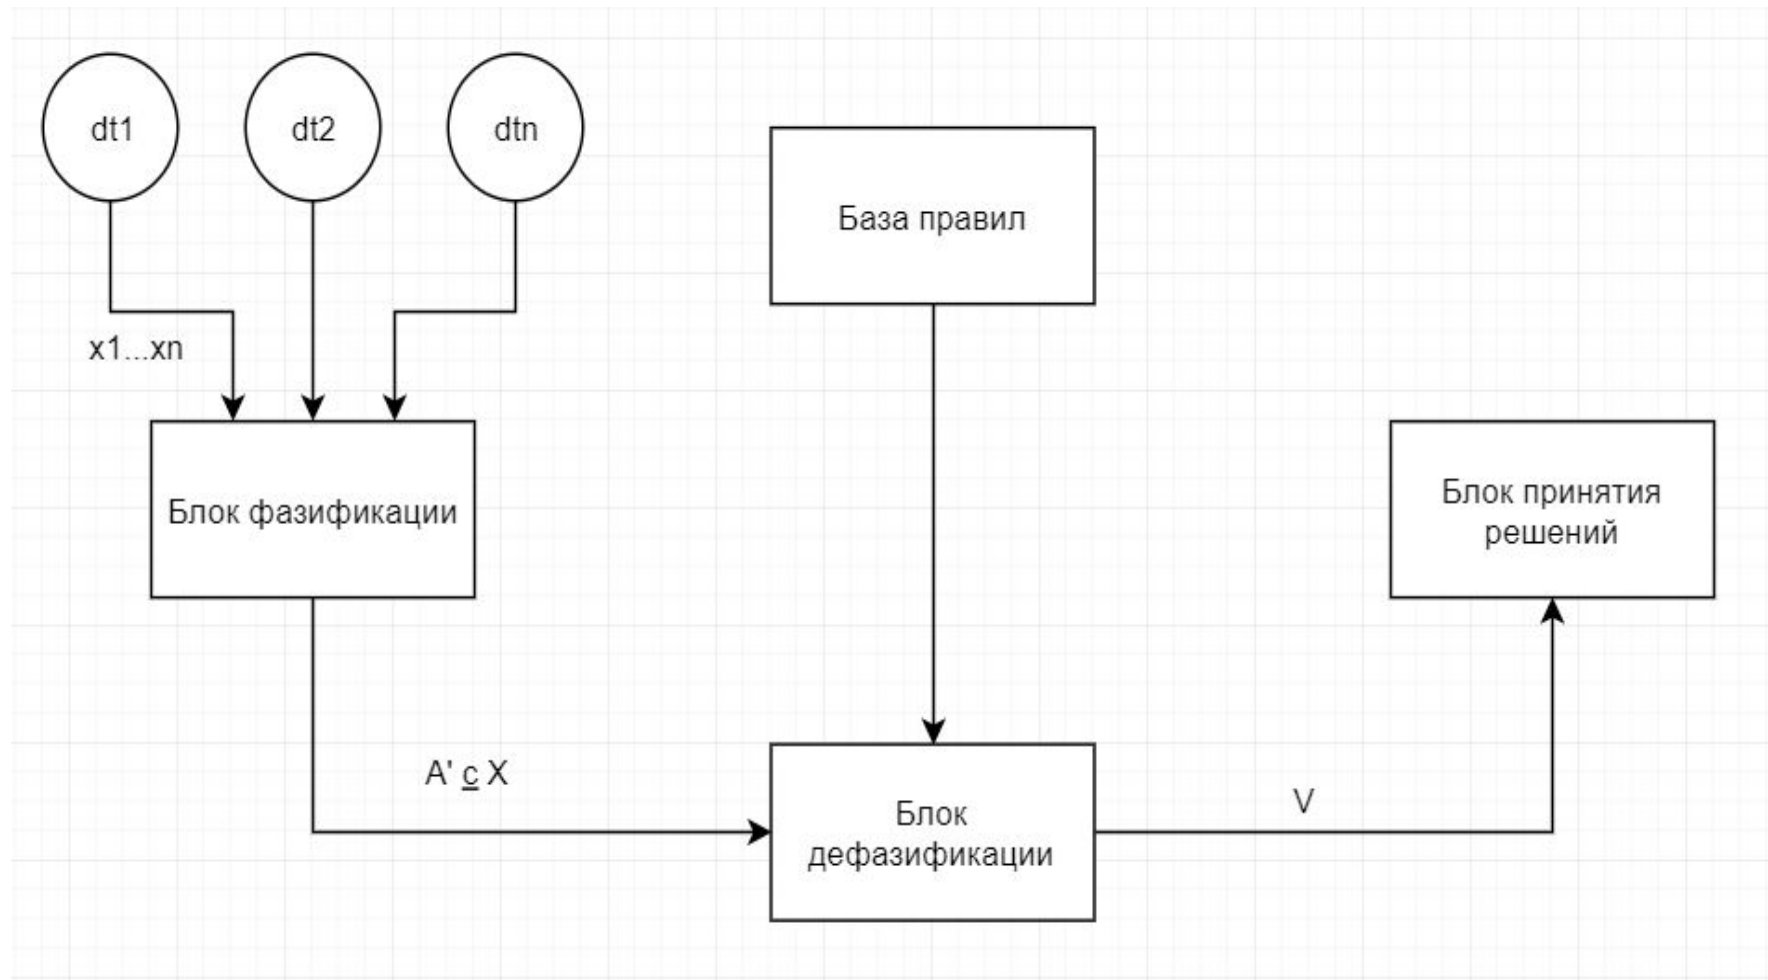 dt1
dt2
dtn
База правил
x1...xn
Блок фазификации
Блок принятия
решений
A' c X
V
Блок
дефазификации